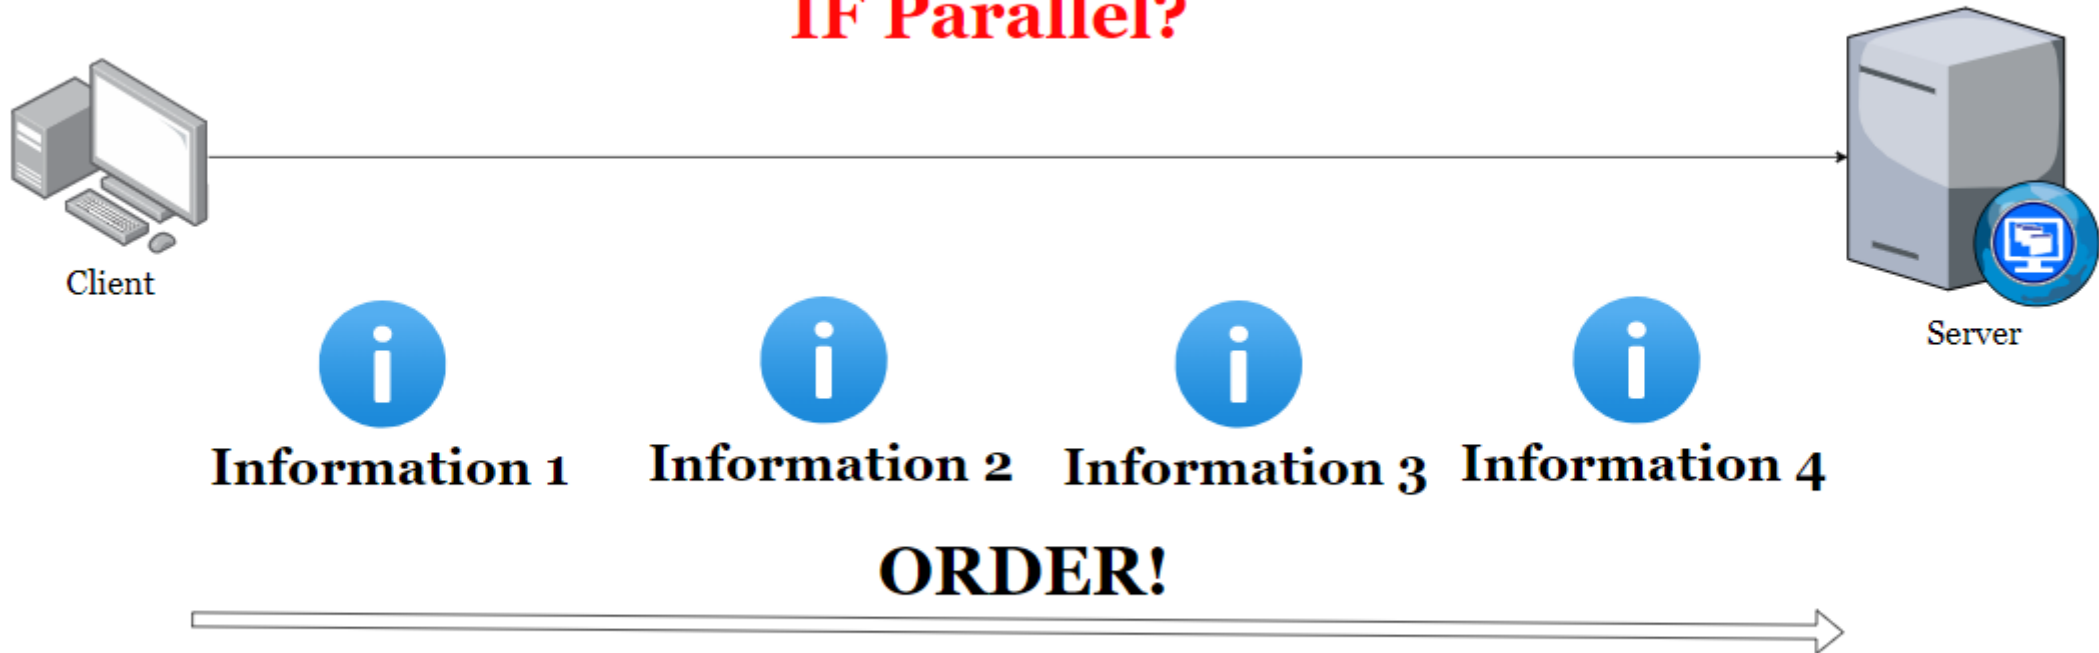 IF Parallel?
Client
Server
Information 1
Information 2
Information 3
Information 4
ORDER!